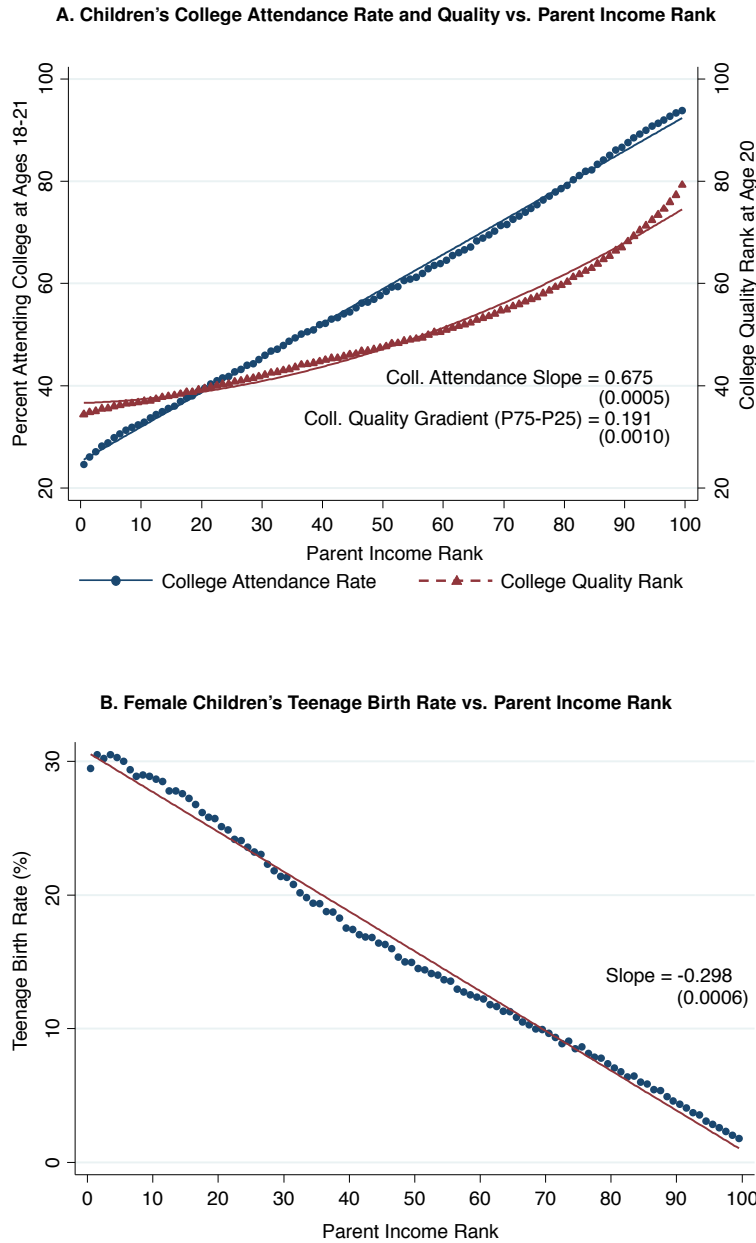 A. Children's College Attendance Rate and Quality vs. Parent Income Rank
Percent Attending College at Ages 18-21
100
80
60
40
20
College Quality Rank at Age 20
100
80
60
40
20
Coll. Attendance Slope = 0.675
(0.0005)
Coll. Quality Gradient (P75-P25) = 0.191
(0.0010)
0 10 20 30 40 50 60 70 80 90 100
Parent Income Rank
College Attendance Rate College Quality Rank
B. Female Children's Teenage Birth Rate vs. Parent Income Rank
Teenage Birth Rate (%)
30
20
10
0
Slope = -0.298
(0.0006)
0 10 20 30 40 50 60 70 80 90 100
Parent Income Rank